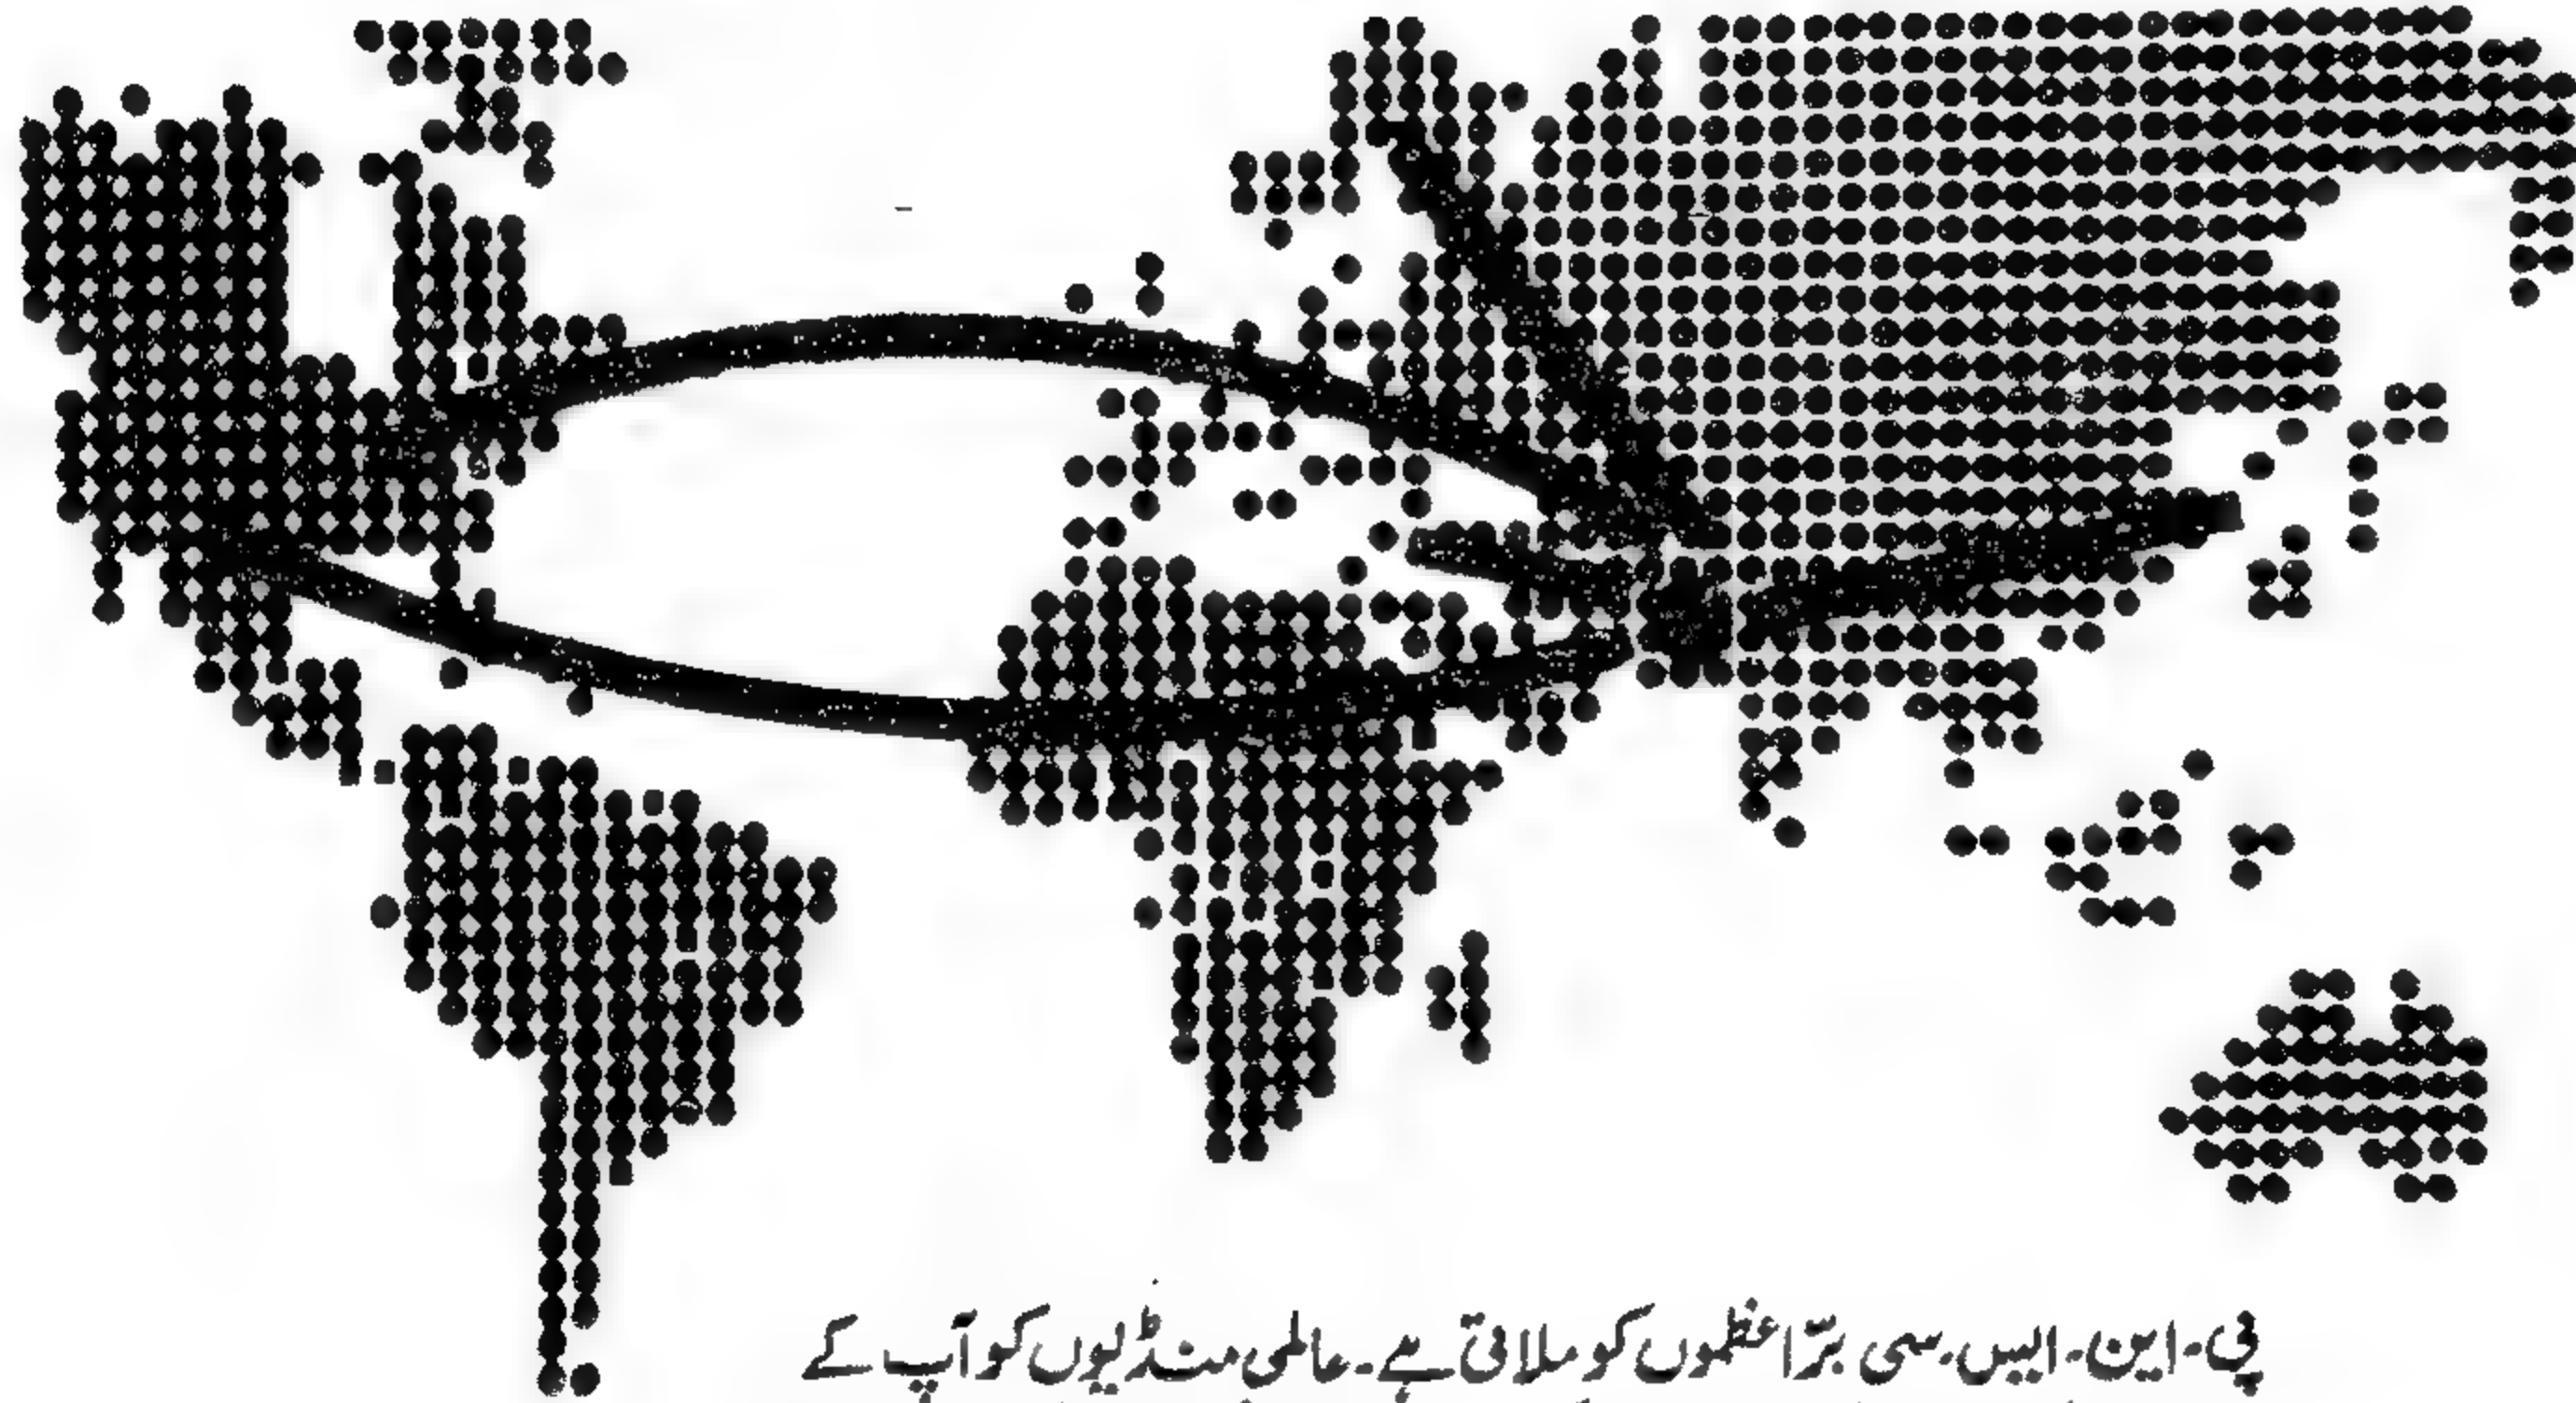 پی۔ این۔ ایس۔ سی برّاعظموں کو ملاتی ہے۔ عالمی منڈیوں کو آپ کے